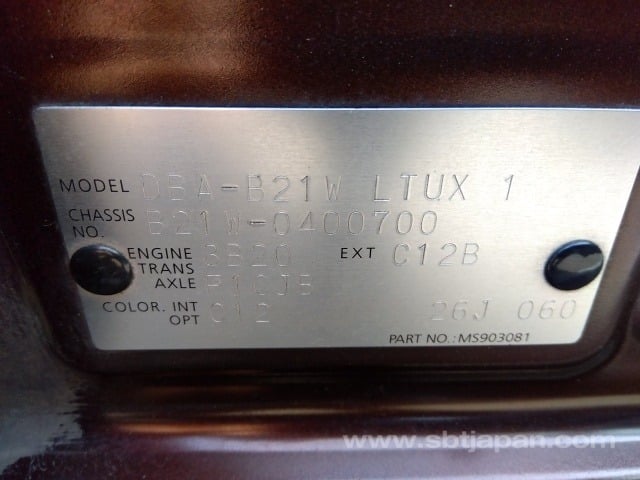 MODEL DBA-B21W LTUX 1
CHASSIS NO. B21W-0400700
ENGINE 3B20 EXT C12B
TRANS AXLE F1CJB
COLOR. INT C12
OPT 26J 060
PART NO.: MS903081
www.sbtjapan.com